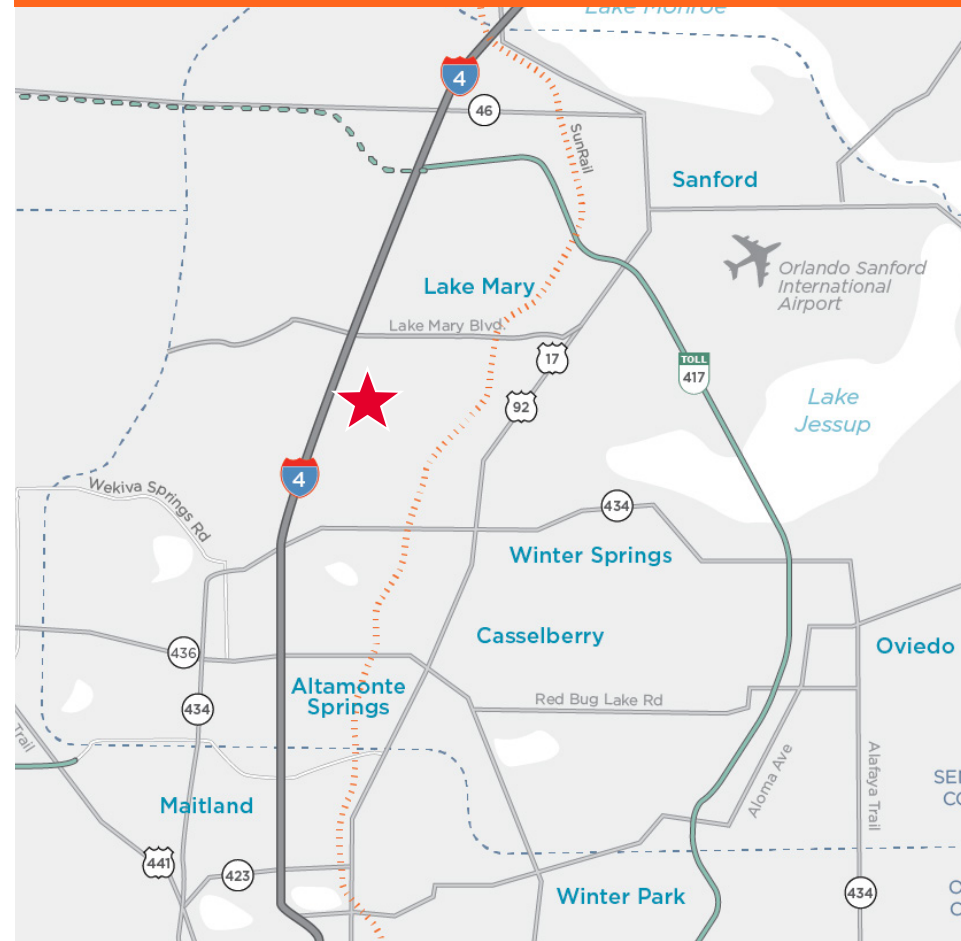 Lake Monroe
4
46
SunRail
Sanford
Lake Mary
Orlando Sanford
International
Airport
Lake Mary Blvd.
17
TOLL
417
92
Lake
Jessup
4
Wekiva Springs Rd
434
Winter Springs
Casselberry
436
Oviedo
Altamonte
Springs
434
Red Bug Lake Rd
Trail
Aloma Ave
Alafaya Trail
Maitland
441
423
Winter Park
434